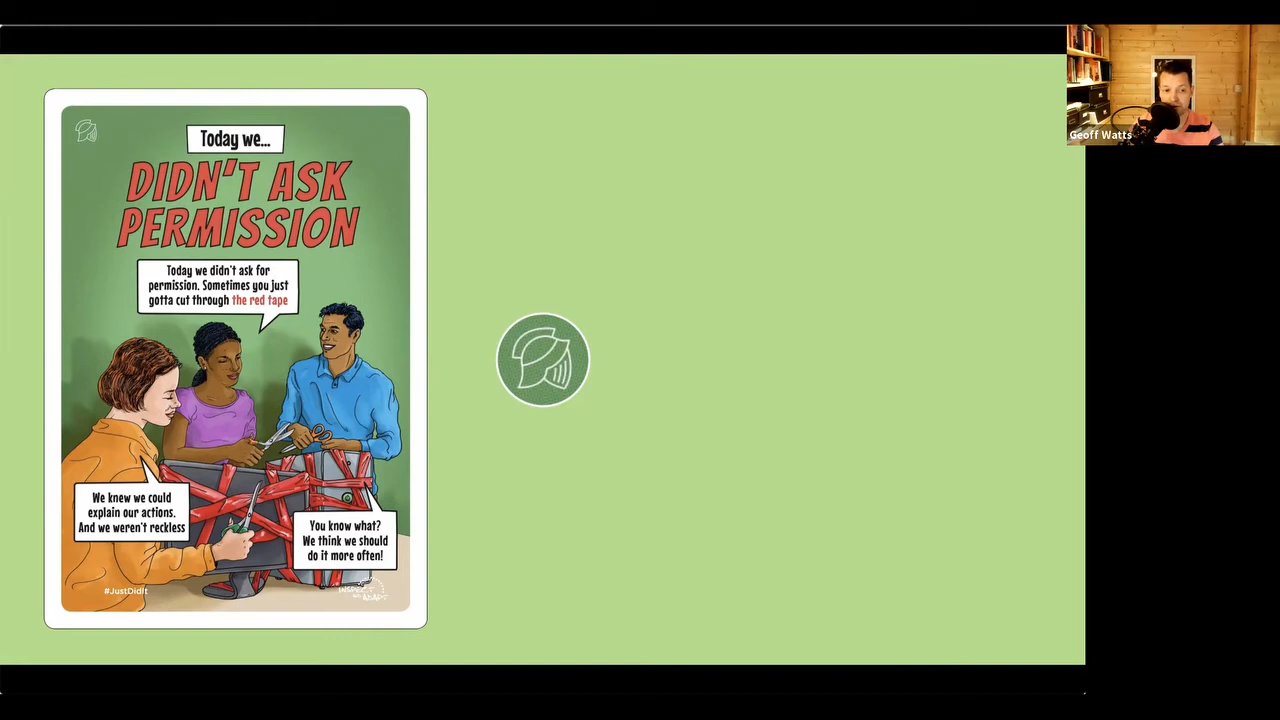 Today we...
DIDN'T ASK
PERMISSION
Today we didn't ask for
permission. Sometimes you just
gotta cut through the red tape
We knew we could
explain our actions.
And we weren't reckless
You know what?
We think we should
do it more often!
#JustDidIt
INSPECT
ADAPT
Geoff Watts